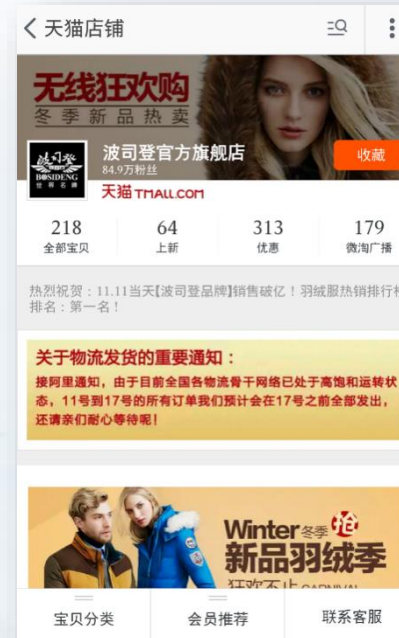 天猫店铺
无线狂欢购
冬季新品热卖
波司登
BOSIDENG
世界名牌
波司登官方旗舰店
84.9万粉丝
收藏
天猫 TMALL.COM
218 64 313 179
全部宝贝 上新 优惠 微淘广播
热烈祝贺：11.11当天【波司登品牌】销售破亿！羽绒服热销排行
排名：第一名！
关于物流发货的重要通知：
接阿里通知，由于目前全国各物流骨干网络已处于高饱和运转状
态，11号到17号的所有订单我们预计会在17号之前全部发出，
还请亲们耐心等待呢！
Winter 冬季 抢
新品羽绒季
狂欢不止 CARNIVAL
宝贝分类 会员推荐 联系客服